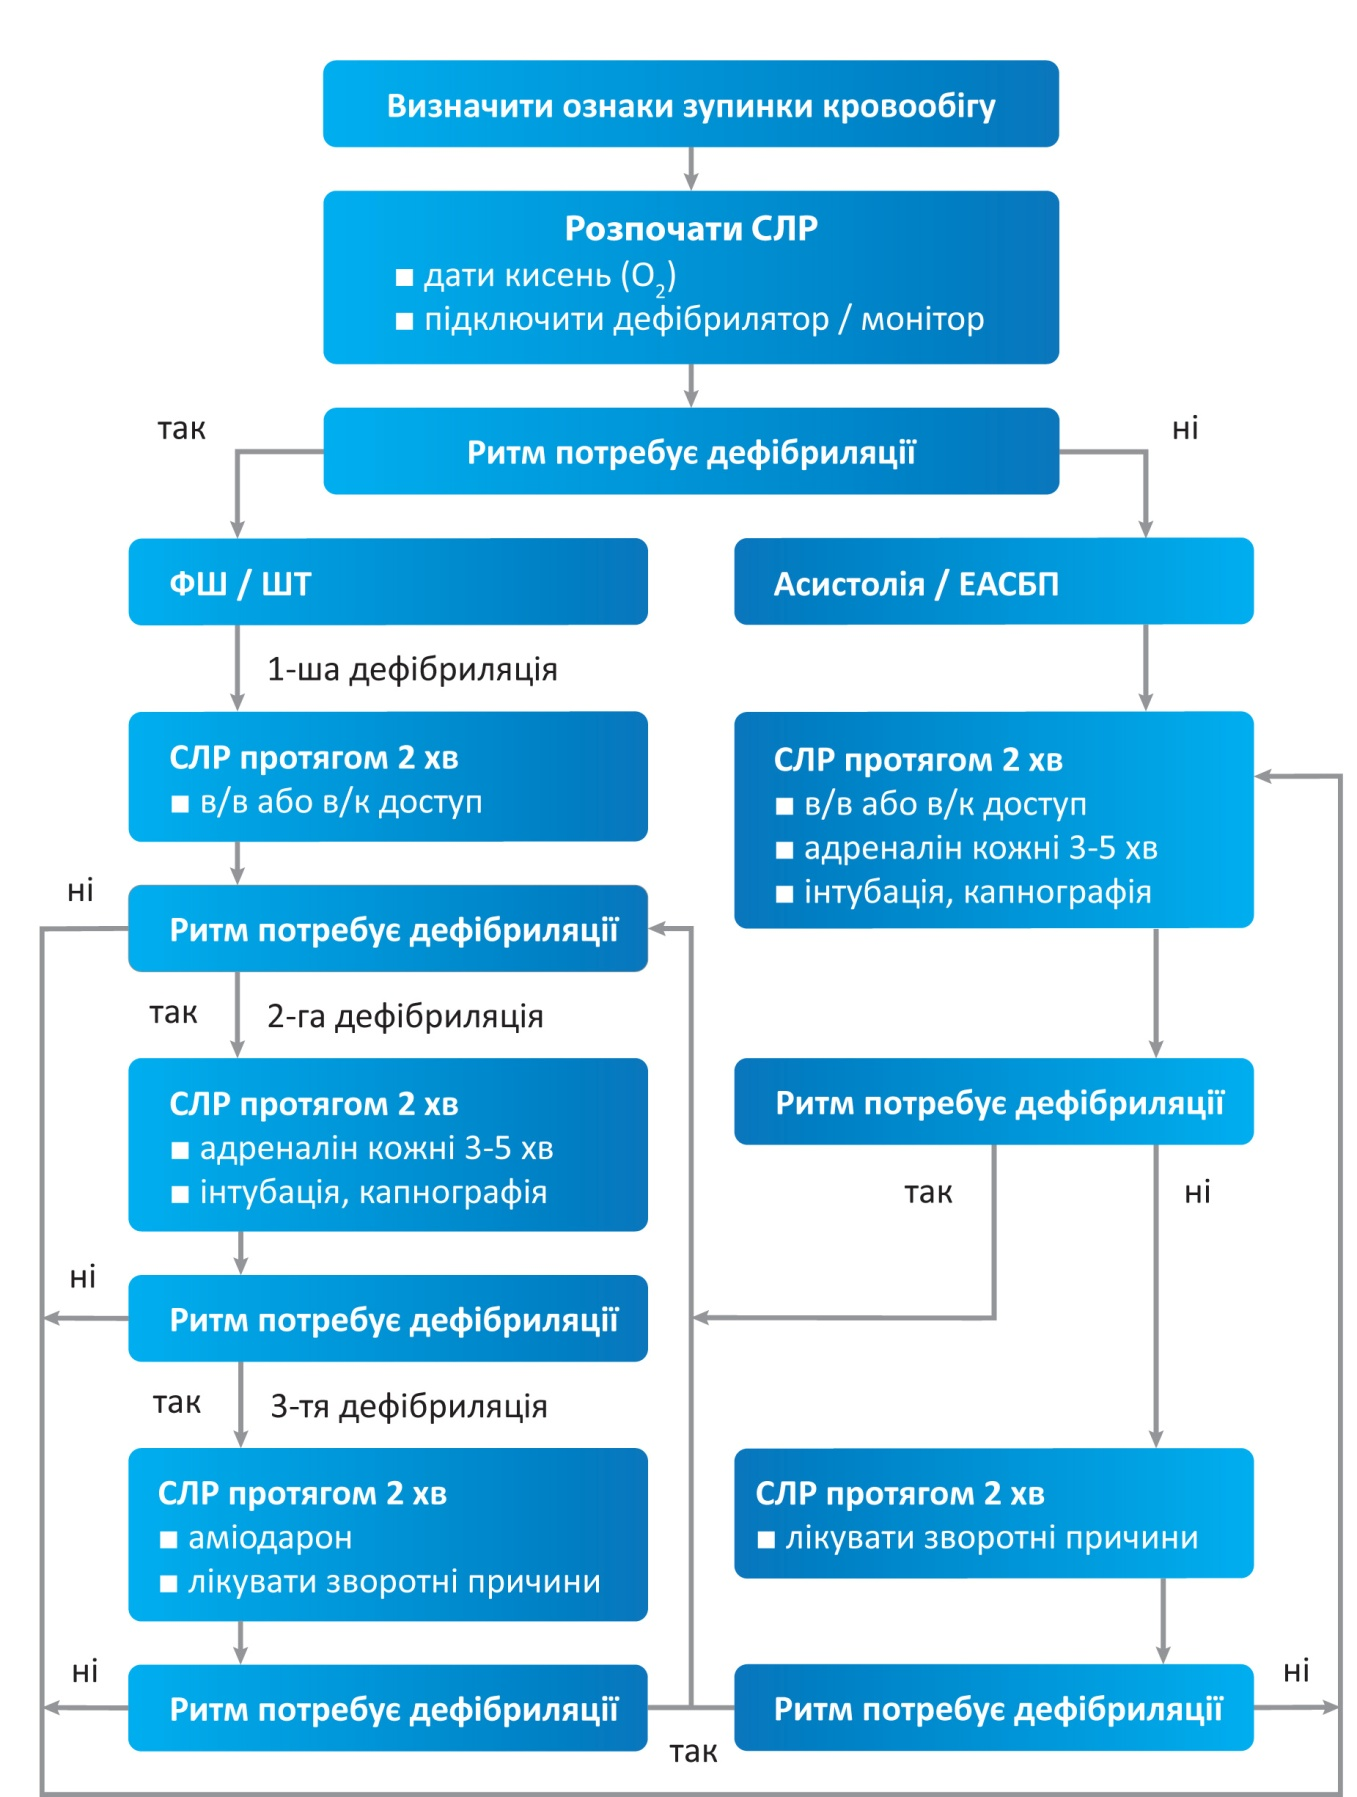 Визначити ознаки зупинки кровообігу
Розпочати СЛР
■ дати кисень (O₂)
■ підключити дефібрилятор / монітор
так
ні
Ритм потребує дефібриляції
ФШ / ШТ
Асистолія / ЕАСБП
1-ша дефібриляція
СЛР протягом 2 хв
■ в/в або в/к доступ
СЛР протягом 2 хв
■ в/в або в/к доступ
■ адреналін кожні 3-5 хв
■ інтубація, капнографія
ні
Ритм потребує дефібриляції
так
2-га дефібриляція
СЛР протягом 2 хв
■ адреналін кожні 3-5 хв
■ інтубація, капнографія
Ритм потребує дефібриляції
так
ні
ні
Ритм потребує дефібриляції
так
3-тя дефібриляція
СЛР протягом 2 хв
■ аміодарон
■ лікувати зворотні причини
СЛР протягом 2 хв
■ лікувати зворотні причини
ні
Ритм потребує дефібриляції
так
Ритм потребує дефібриляції
ні